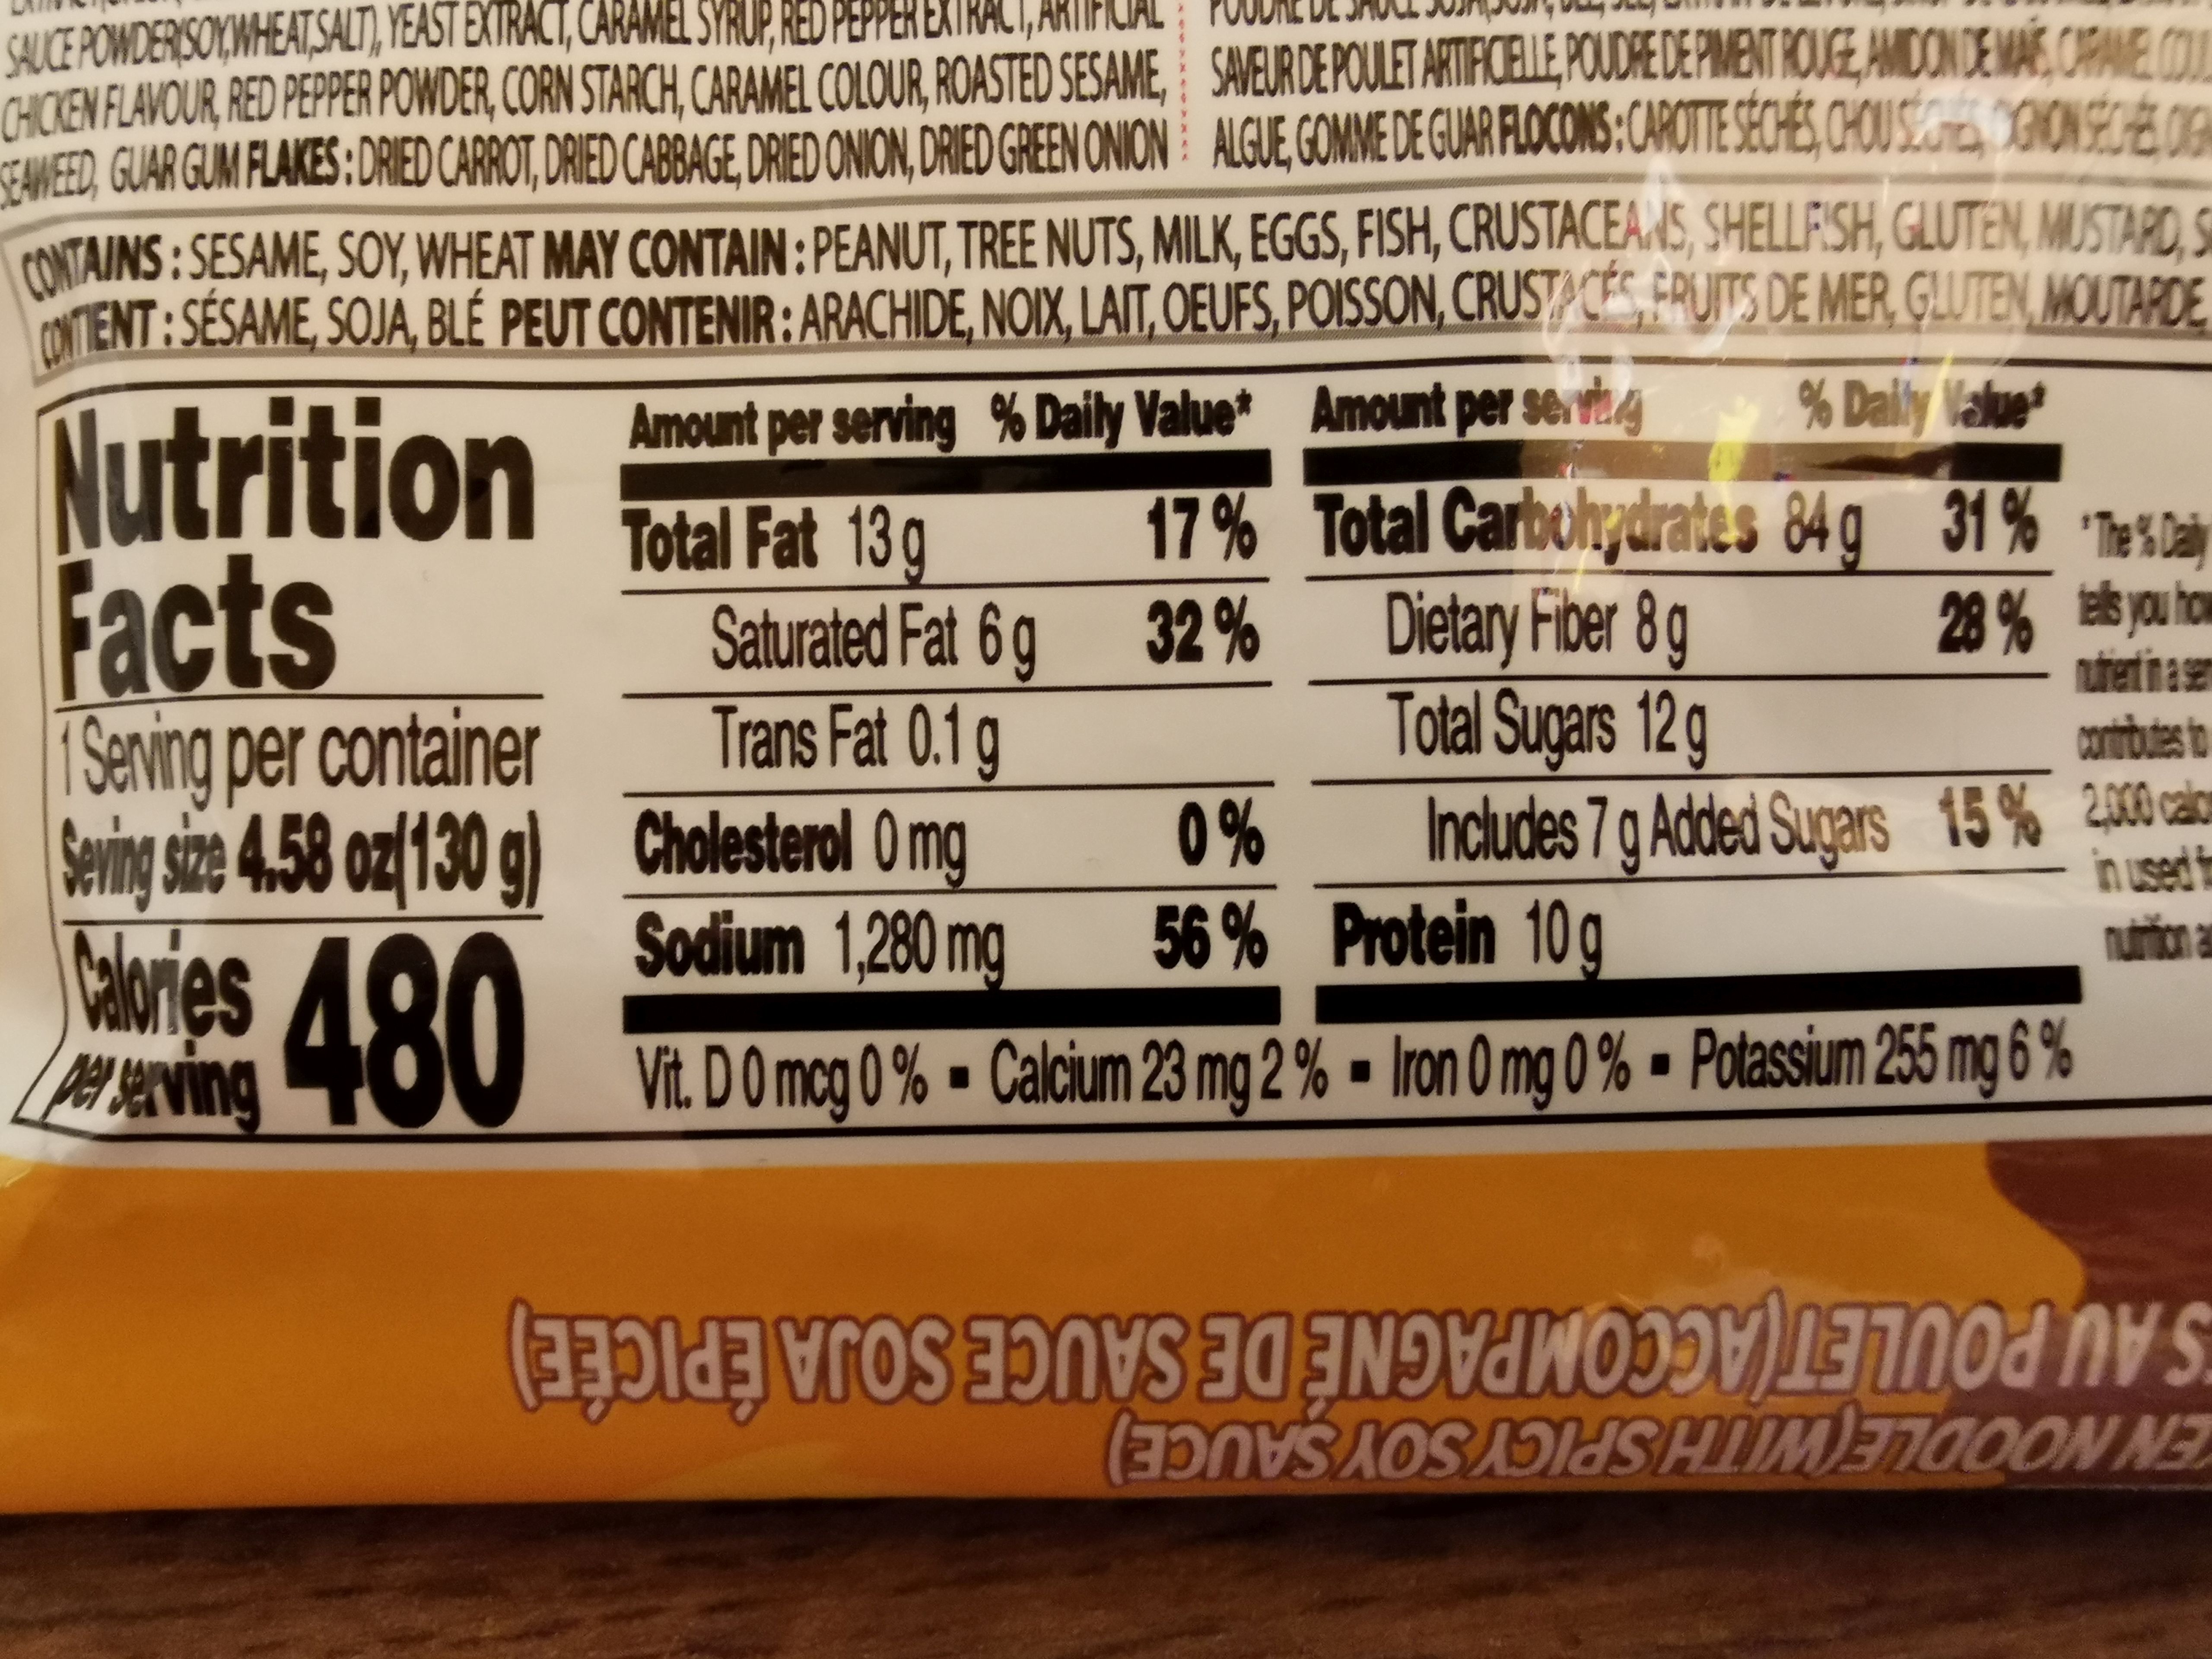 SAUCE POWDER(SOY,WHEAT,SALT), YEAST EXTRACT, CARAMEL SYRUP, RED PEPPER EXTRACT, ARTIFICIAL
CHICKEN FLAVOUR, RED PEPPER POWDER, CORN STARCH, CARAMEL COLOUR, ROASTED SESAME,
SEAWEED, GUAR GUM FLAKES : DRIED CARROT, DRIED CABBAGE, DRIED ONION, DRIED GREEN ONION
SAVEUR DE POULET ARTIFICIELLE, POUDRE DE PIMENT ROUGE, AMIDON DE MAÏS, CARAMEL
ALGUE, GOMME DE GUAR FLOCONS : CAROTTE SÉCHÉS, CHOU SÉCHÉS, OGNON SÉCHÉS,
CONTAINS : SESAME, SOY, WHEAT MAY CONTAIN : PEANUT, TREE NUTS, MILK, EGGS, FISH, CRUSTACEANS, SHELLFISH, GLUTEN, MUSTARD,
CONTIENT : SÉSAME, SOJA, BLÉ PEUT CONTENIR : ARACHIDE, NOIX, LAIT, OEUFS, POISSON, CRUSTACÉS, FRUITS DE MER, GLUTEN, MOUTARDE,
Nutrition
Facts
1 Serving per container
Seving size 4.58 oz(130 g)
Calories
per serving 480
Amount per serving % Daily Value*
Total Fat 13 g 17 %
Saturated Fat 6 g 32 %
Trans Fat 0.1 g
Cholesterol 0 mg 0 %
Sodium 1,280 mg 56 %
Amount per serving % Daily Value*
Total Carbohydrates 84 g 31 %
Dietary Fiber 8 g 28 %
Total Sugars 12 g
Includes 7 g Added Sugars 15 %
Protein 10 g
Vit. D 0 mcg 0 % - Calcium 23 mg 2 % - Iron 0 mg 0 % - Potassium 255 mg 6 %
* The % Daily
tells you how
nutrient in a
contributes to
2,000
in used
nutrition
EN NOODLE(WITH SPICY SOY SAUCE)
S AU POULET(ACCOMPAGNÉ DE SAUCE SOJA ÉPICÉE)